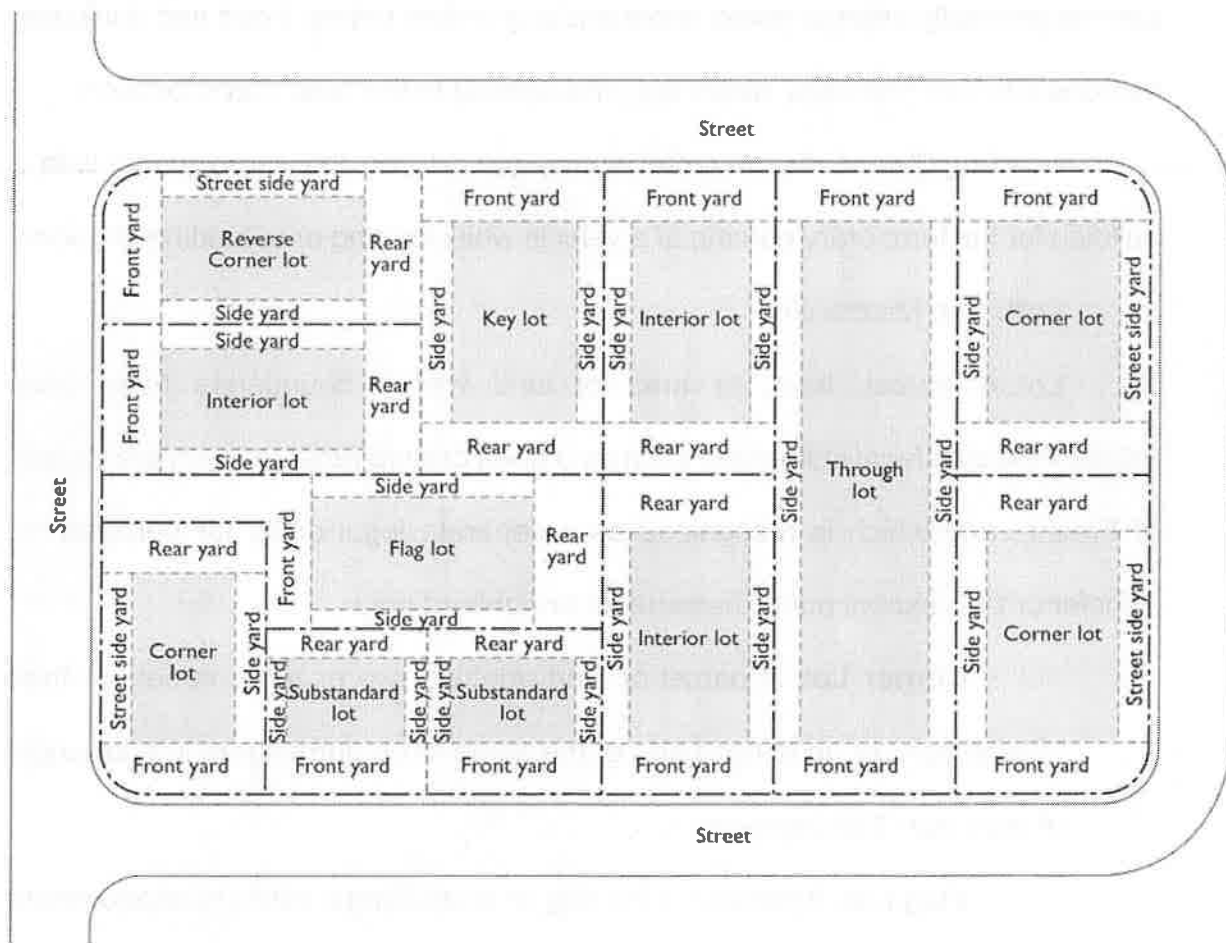 Street
Street side yard
Front yard
Reverse
Corner lot
Rear
yard
Side yard
Front yard
Side yard
Key lot
Side yard
Rear yard
Front yard
Side yard
Interior lot
Side yard
Rear yard
Front yard
Side yard
Through
lot
Side yard
Front yard
Front yard
Side yard
Corner lot
Street side yard
Rear yard
Front yard
Side yard
Interior lot
Rear
yard
Side yard
Street
Side yard
Front yard
Flag lot
Rear
yard
Side yard
Rear yard
Street side yard
Corner
lot
Side yard
Front yard
Rear yard
Side yard
Substandard
lot
Side yard
Front yard
Rear yard
Side yard
Substandard
lot
Side yard
Front yard
Rear yard
Side yard
Interior lot
Side yard
Front yard
Rear yard
Side yard
Corner lot
Street side yard
Front yard
Street